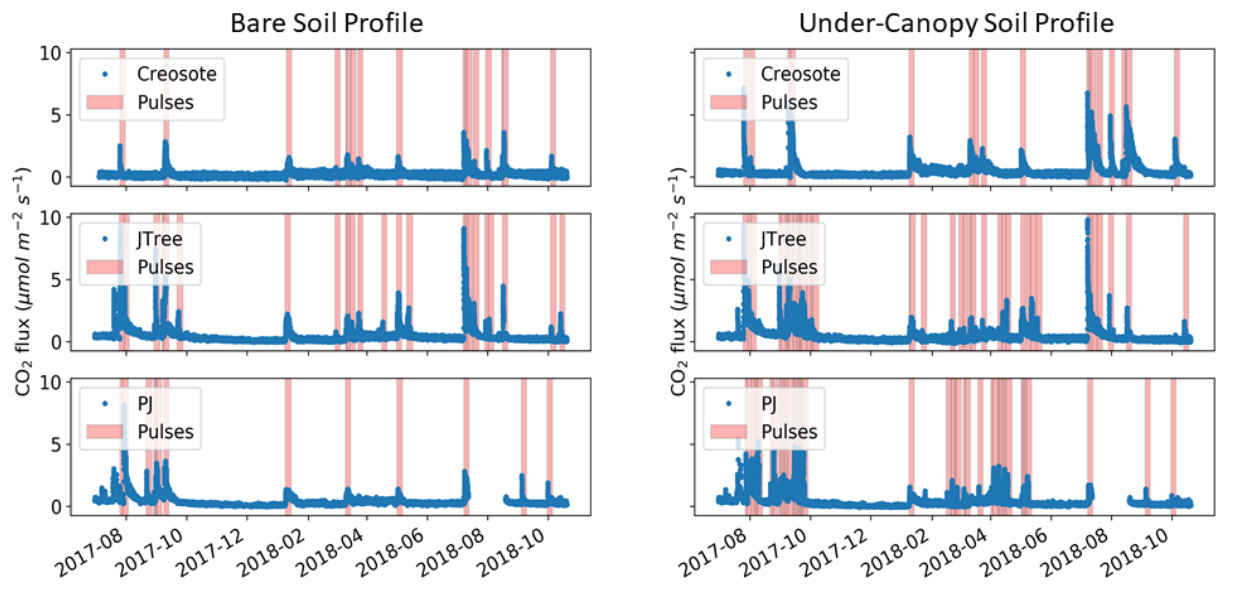 Bare Soil Profile
Under-Canopy Soil Profile
CO₂ flux (μmol m⁻² s⁻¹)
10
5
0
Creosote
Pulses
10
5
0
JTree
Pulses
10
5
0
PJ
Pulses
2017-08
2017-10
2017-12
2018-02
2018-04
2018-06
2018-08
2018-10
CO₂ flux (μmol m⁻² s⁻¹)
Creosote
Pulses
JTree
Pulses
PJ
Pulses
2017-08
2017-10
2017-12
2018-02
2018-04
2018-06
2018-08
2018-10